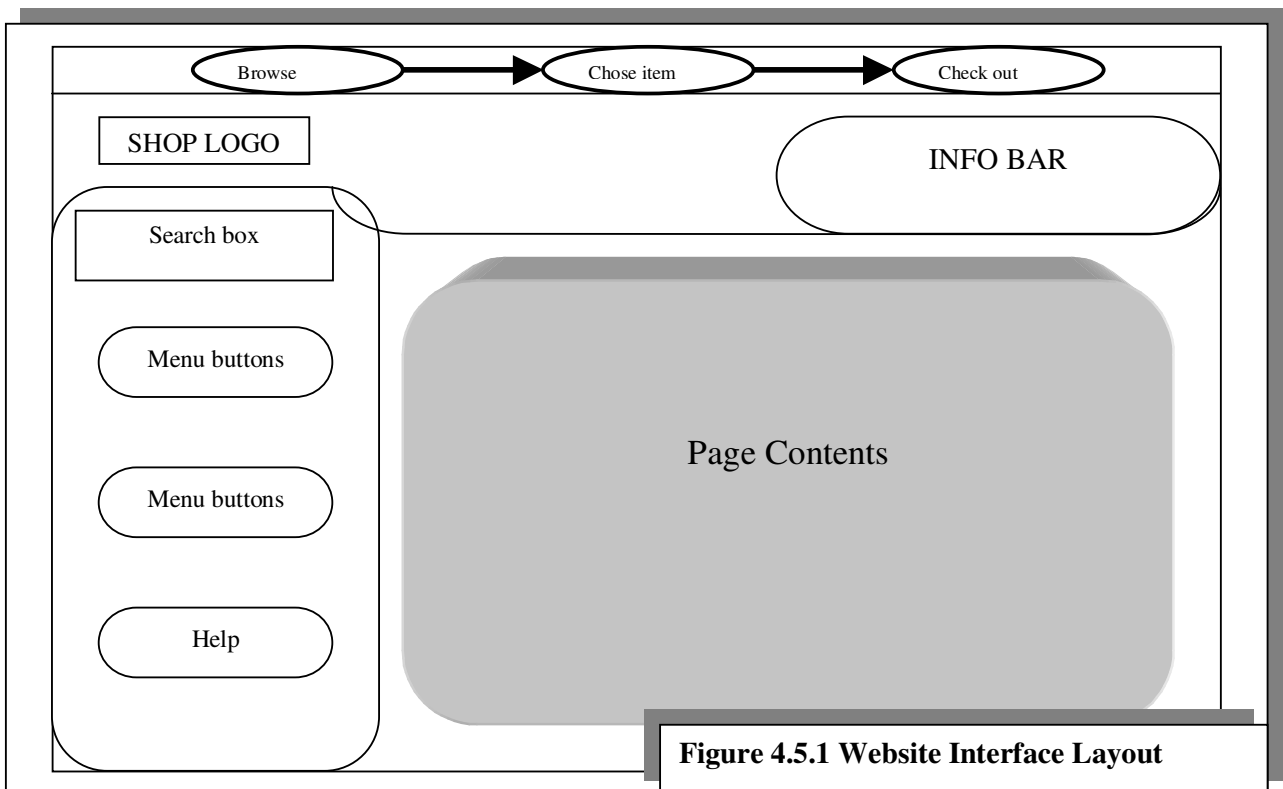 Browse
Chose item
Check out
SHOP LOGO
INFO BAR
Search box
Menu buttons
Menu buttons
Help
Page Contents
Figure 4.5.1 Website Interface Layout